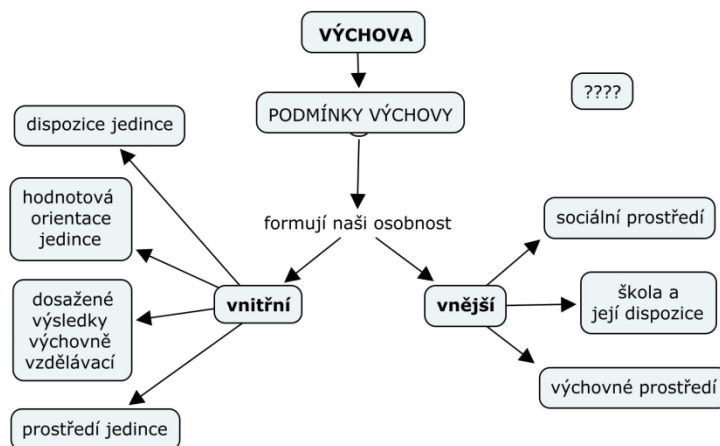 VÝCHOVA
????
PODMÍNKY VÝCHOVY
dispozice jedince
hodnotová
orientace
jedince
formují naši osobnost
sociální prostředí
dosažené
výsledky
výchovně
vzdělávací
vnitřní
vnější
škola a
její dispozice
výchovné prostředí
prostředí jedince